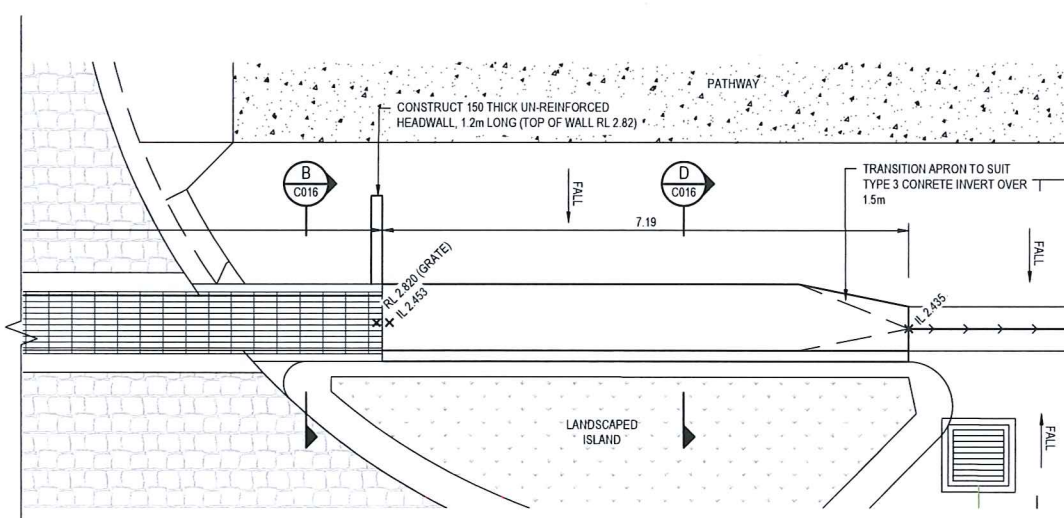 PATHWAY
CONSTRUCT 150 THICK UN-REINFORCED
HEADWALL, 1.2m LONG (TOP OF WALL RL 2.82)
B
C016
FALL
D
C016
TRANSITION APRON TO SUIT
TYPE 3 CONRETE INVERT OVER
1.5m
7.19
FALL
RL 2.820 (GRATE)
IL 2.453
IL 2.435
LANDSCAPED
ISLAND
FALL